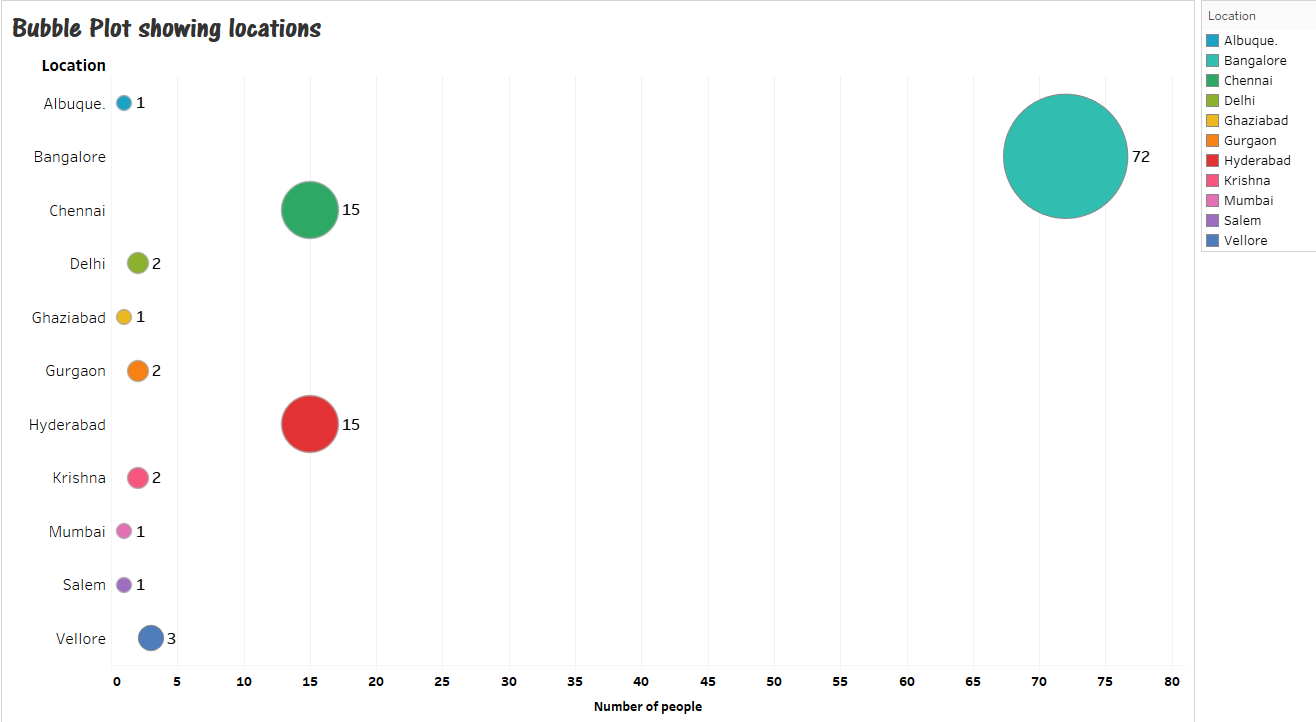 Bubble Plot showing locations
Location
Albuque. 1
Bangalore 72
Chennai 15
Delhi 2
Ghaziabad 1
Gurgaon 2
Hyderabad 15
Krishna 2
Mumbai 1
Salem 1
Vellore 3
0 5 10 15 20 25 30 35 40 45 50 55 60 65 70 75 80
Number of people
Location
Albuque.
Bangalore
Chennai
Delhi
Ghaziabad
Gurgaon
Hyderabad
Krishna
Mumbai
Salem
Vellore